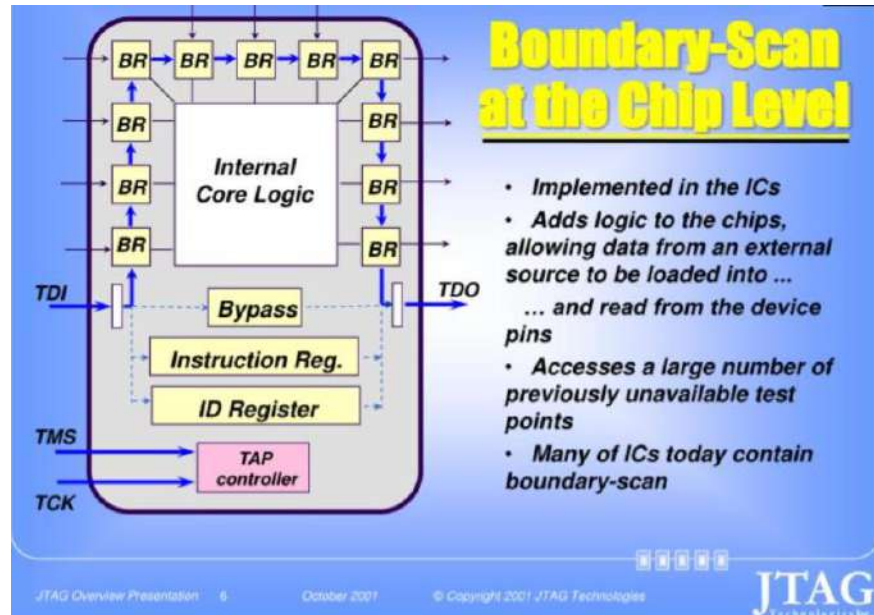 Boundary-Scan
at the Chip Level
BR BR BR BR BR
BR BR
BR BR
BR BR
Internal
Core Logic
TDI
TDO
Bypass
Instruction Reg.
ID Register
TMS
TCK
TAP
controller
• Implemented in the ICs
• Adds logic to the chips,
allowing data from an external
source to be loaded into ...
... and read from the device
pins
• Accesses a large number of
previously unavailable test
points
• Many of ICs today contain
boundary-scan
JTAG Overview Presentation 6 October 2001 © Copyright 2001 JTAG Technologies
JTAG